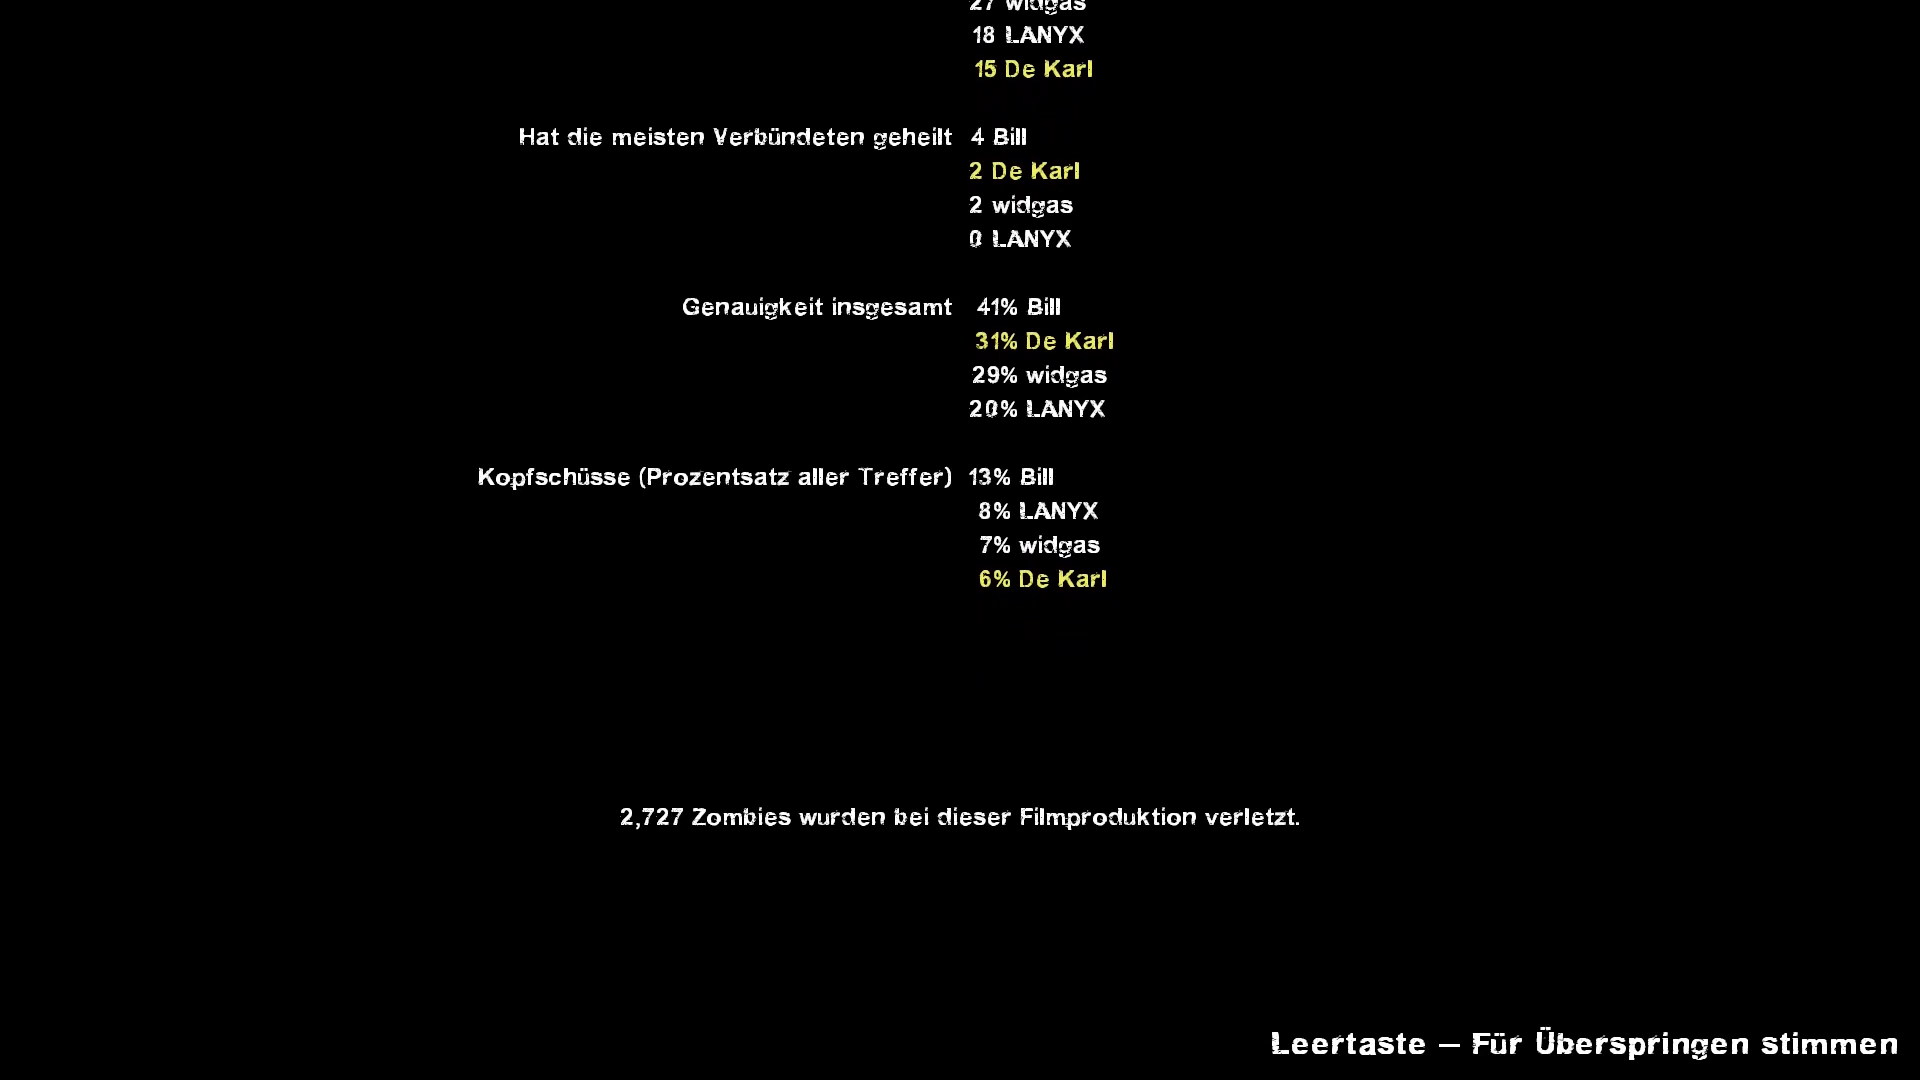 27 widgas
18 LANYX
15 De Karl
Hat die meisten Verbündeten geheilt 4 Bill
2 De Karl
2 widgas
0 LANYX
Genauigkeit insgesamt 41% Bill
31% De Karl
29% widgas
20% LANYX
Kopfschüsse (Prozentsatz aller Treffer) 13% Bill
8% LANYX
7% widgas
6% De Karl
2,727 Zombies wurden bei dieser Filmproduktion verletzt.
Leertaste – Für Überspringen stimmen